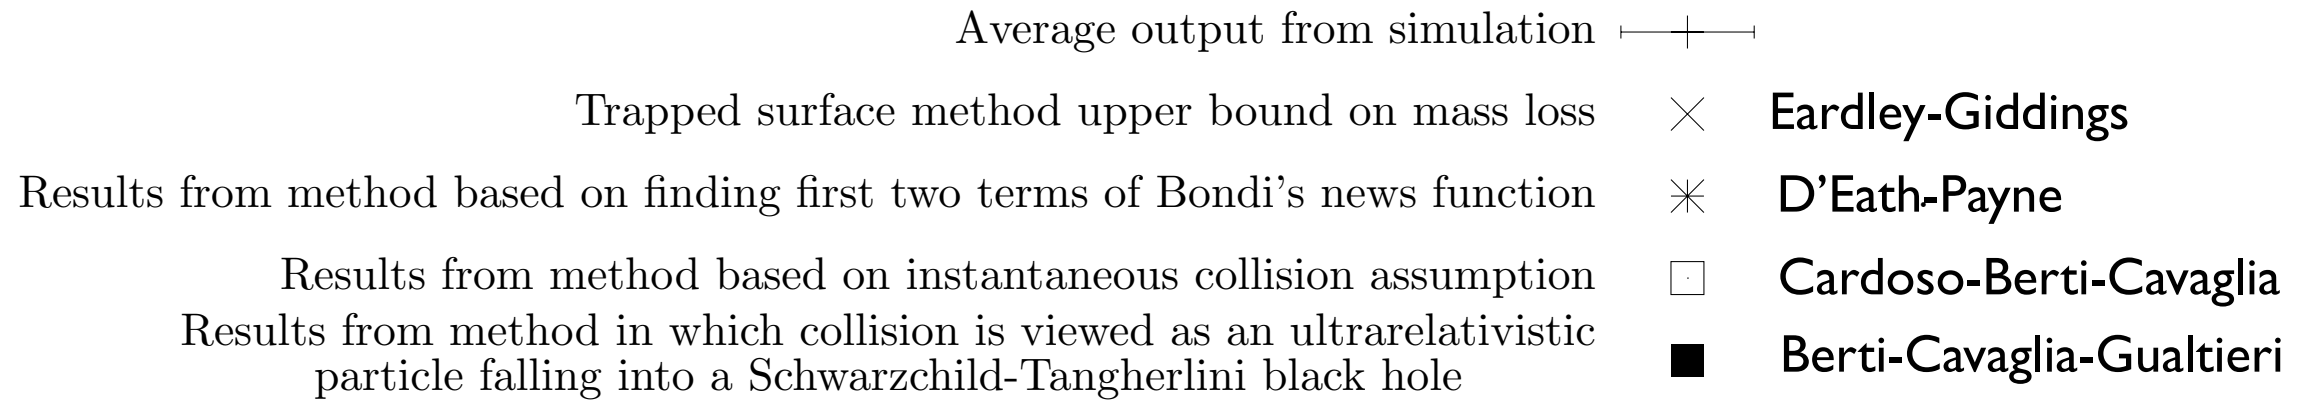 Average output from simulation
Trapped surface method upper bound on mass loss Eardley-Giddings
Results from method based on finding first two terms of Bondi's news function D'Eath-Payne
Results from method based on instantaneous collision assumption Cardoso-Berti-Cavaglia
Results from method in which collision is viewed as an ultrarelativistic
particle falling into a Schwarzchild-Tangherlini black hole Berti-Cavaglia-Gualtieri